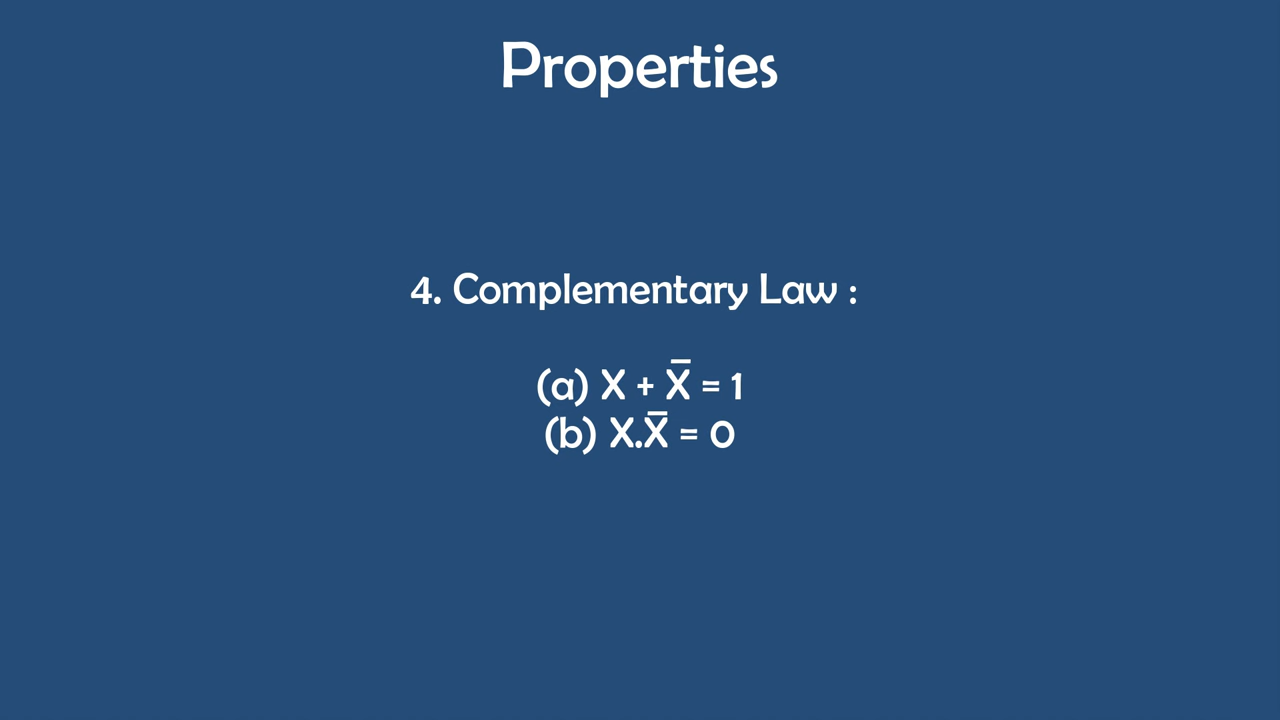 Properties
4. Complementary Law :
(a) X + X̅ = 1
(b) X.X̅ = 0